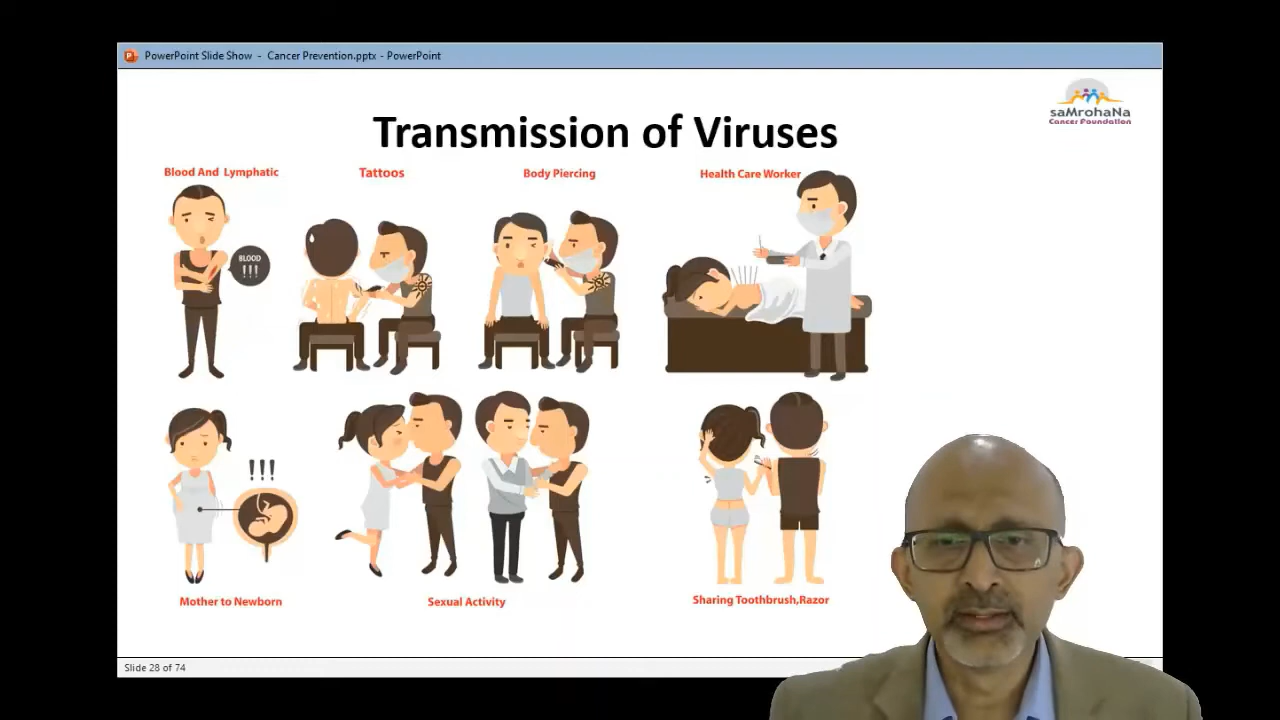 PowerPoint Slide Show - Cancer Prevention.pptx - PowerPoint
saMrohaNa
Cancer Foundation
Transmission of Viruses
Blood And Lymphatic
Tattoos
Body Piercing
Health Care Worker
BLOOD
!!!
!!!
Mother to Newborn
Sexual Activity
Sharing Toothbrush,Razor
Slide 28 of 74